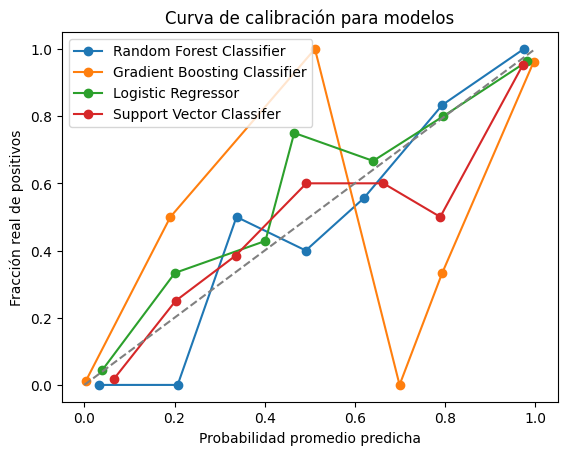 Curva de calibración para modelos
Random Forest Classifier
Gradient Boosting Classifier
Logistic Regressor
Support Vector Classifer
Fracción real de positivos
1.0
0.8
0.6
0.4
0.2
0.0
0.0 0.2 0.4 0.6 0.8 1.0
Probabilidad promedio predicha